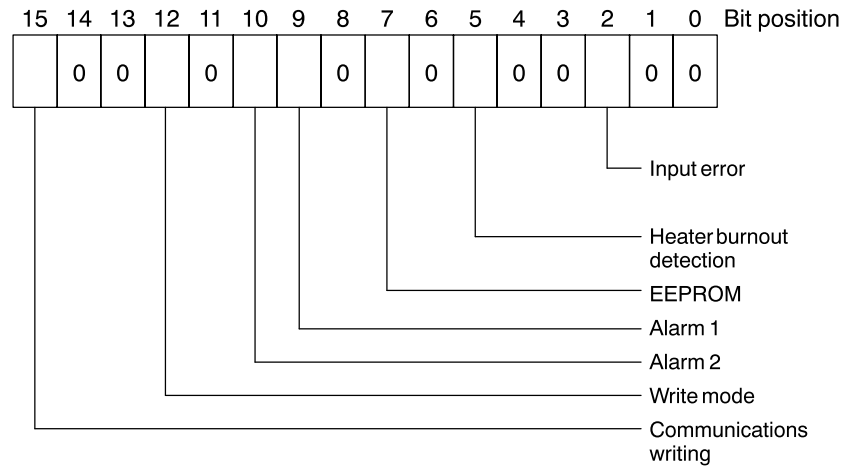 15 14 13 12 11 10 9 8 7 6 5 4 3 2 1 0 Bit position
0 0 0 0 0 0 0 0 0
Input error
Heater burnout
detection
EEPROM
Alarm 1
Alarm 2
Write mode
Communications
writing